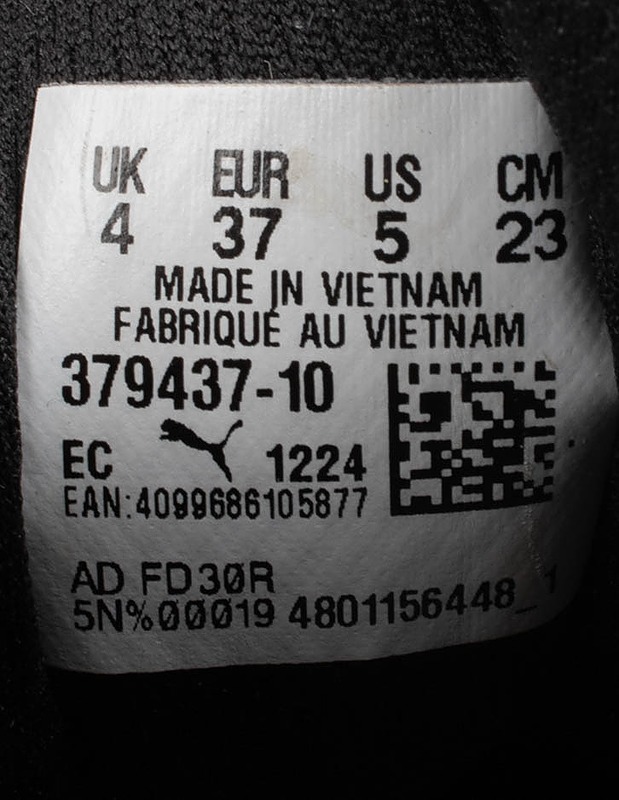 UK EUR US CM
4 37 5 23
MADE IN VIETNAM
FABRIQUÉ AU VIETNAM
379437-10
EC 1224
EAN:4099686105877
AD FD30R
5N%00019 4801156448_1